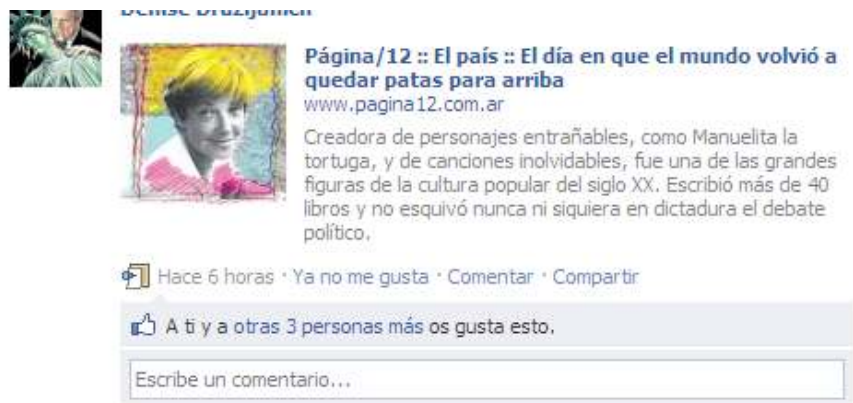 Página/12 :: El país :: El día en que el mundo volvió a
quedar patas para arriba
www.pagina12.com.ar
Creadora de personajes entrañables, como Manuelita la
tortuga, y de canciones inolvidables, fue una de las grandes
figuras de la cultura popular del siglo XX. Escribió más de 40
libros y no esquivó nunca ni siquiera en dictadura el debate
político.
Hace 6 horas · Ya no me gusta · Comentar · Compartir
A ti y a otras 3 personas más os gusta esto.
Escribe un comentario...